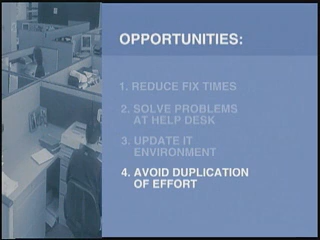 OPPORTUNITIES:
1. REDUCE FIX TIMES
2. SOLVE PROBLEMS
AT HELP DESK
3. UPDATE IT
ENVIRONMENT
4. AVOID DUPLICATION
OF EFFORT